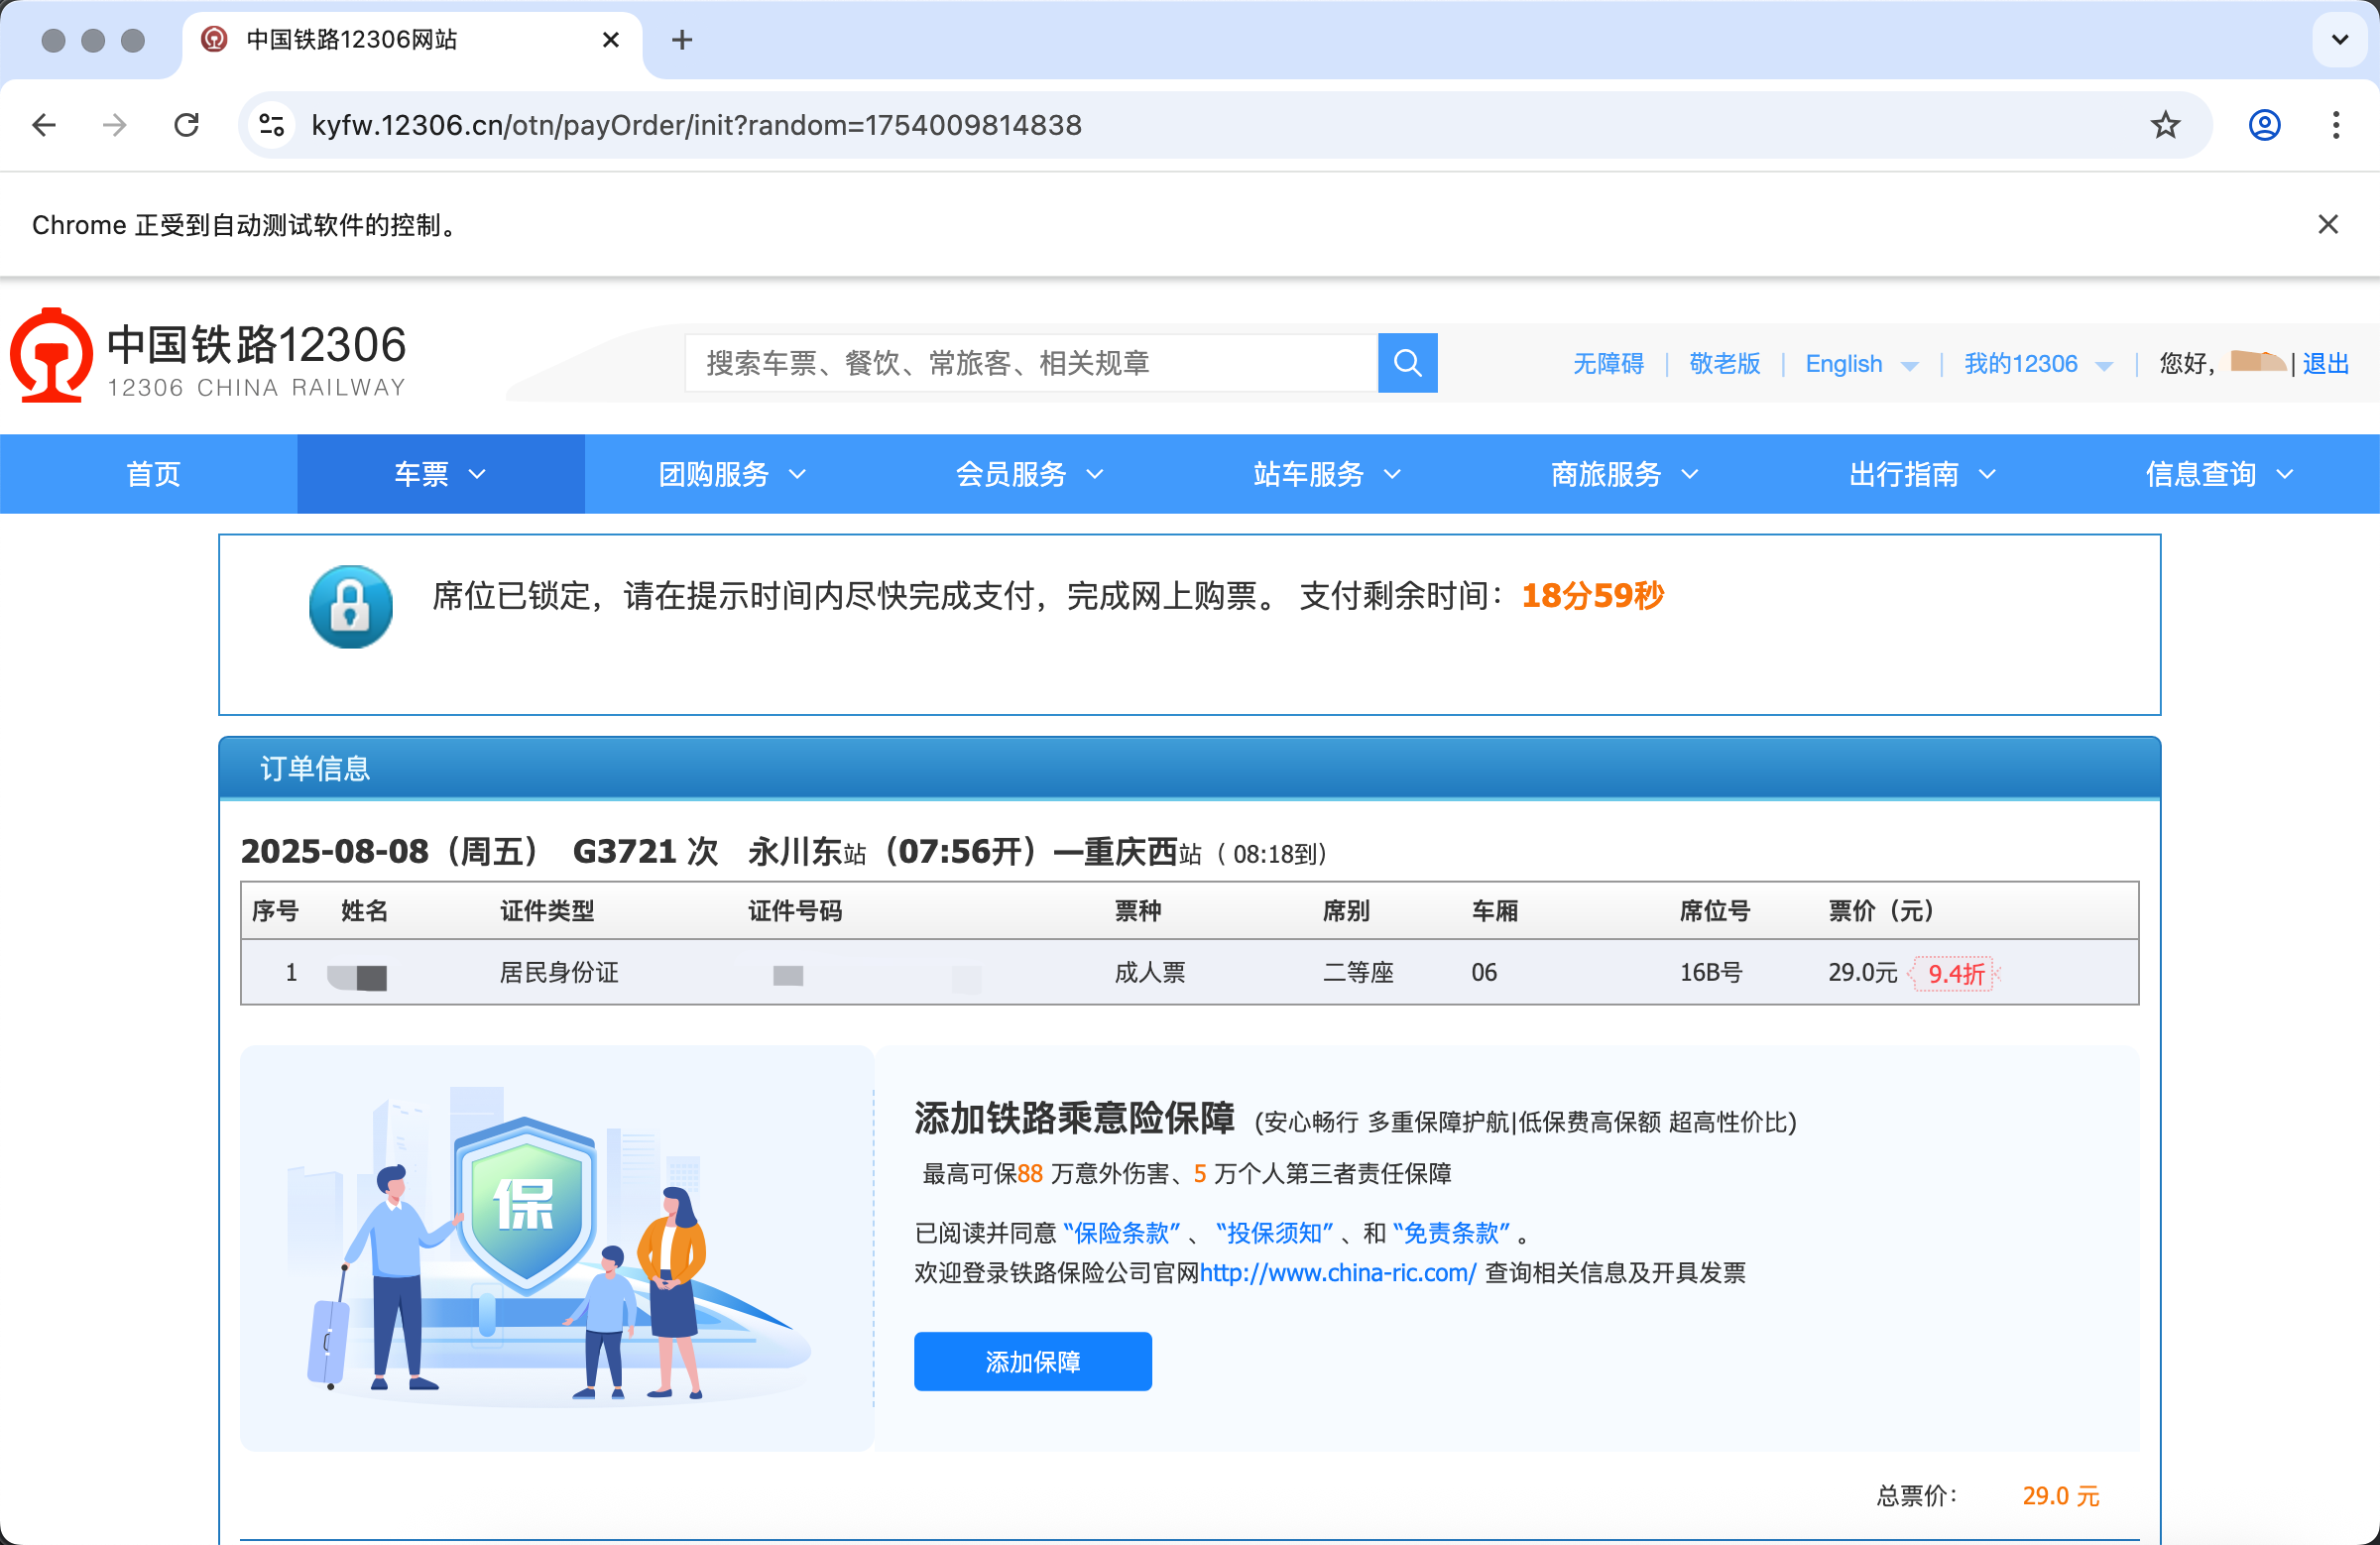 中国铁路12306网站
kyfw.12306.cn/otn/payOrder/init?random=1754009814838
Chrome 正受到自动测试软件的控制。
中国铁路12306
12306 CHINA RAILWAY
搜索车票、餐饮、常旅客、相关规章
无障碍 | 敬老版 | English | 我的12306 | 您好, | 退出
首页 车票 团购服务 会员服务 站车服务 商旅服务 出行指南 信息查询
席位已锁定，请在提示时间内尽快完成支付，完成网上购票。 支付剩余时间：18分59秒
订单信息
2025-08-08（周五） G3721 次 永川东站（07:56开）—重庆西站（ 08:18到）
序号 姓名 证件类型 证件号码 票种 席别 车厢 席位号 票价（元）
1 居民身份证 成人票 二等座 06 16B号 29.0元 9.4折
保
添加铁路乘意险保障 (安心畅行 多重保障护航|低保费高保额 超高性价比)
最高可保88 万意外伤害、5 万个人第三者责任保障
已阅读并同意 “保险条款” 、 “投保须知” 、和 “免责条款” 。
欢迎登录铁路保险公司官网http://www.china-ric.com/ 查询相关信息及开具发票
添加保障
总票价： 29.0 元